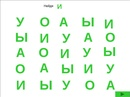 Найди И
У О А Ы И
Ы И У А О
А О И У Ы
О А Ы И У
И Ы У О А